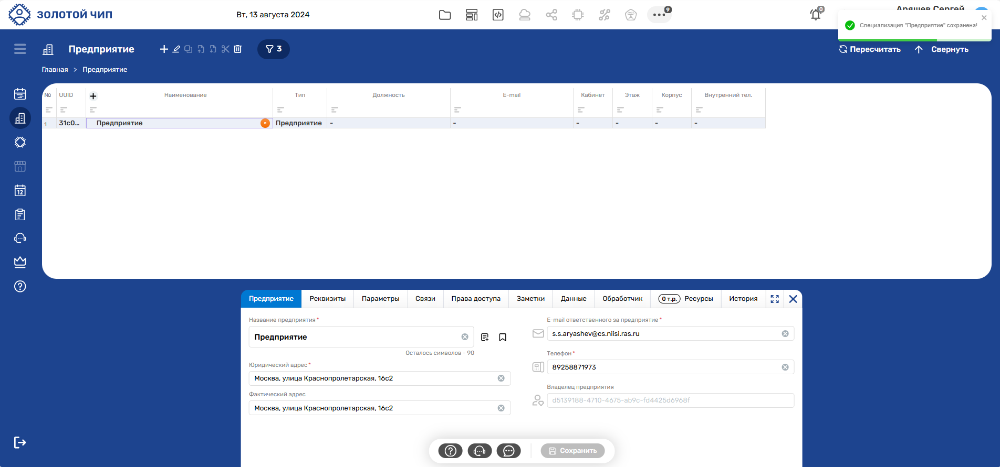 ЗОЛОТОЙ ЧИП
Вт, 13 августа 2024
9
0
Аряшев Сергей
Специализация "Предприятие" сохранена!
Предприятие
3
Пересчитать
Свернуть
Главная > Предприятие
№ UUID Наименование Тип Должность E-mail Кабинет Этаж Корпус Внутренний тел.
1 31c0... Предприятие Предприятие - - - - - -
12
Предприятие Реквизиты Параметры Связи Права доступа Заметки Данные Обработчик 0 т.р. Ресурсы История
Название предприятия *
Предприятие
Осталось символов - 90
Юридический адрес *
Москва, улица Краснопролетарская, 16с2
Фактический адрес
Москва, улица Краснопролетарская, 16с2
E-mail ответственного за предприятие *
s.s.aryashev@cs.niisi.ras.ru
Телефон *
89258871973
Владелец предприятия
d5139188-4710-4675-ab9c-fd4425d6968f
Сохранить